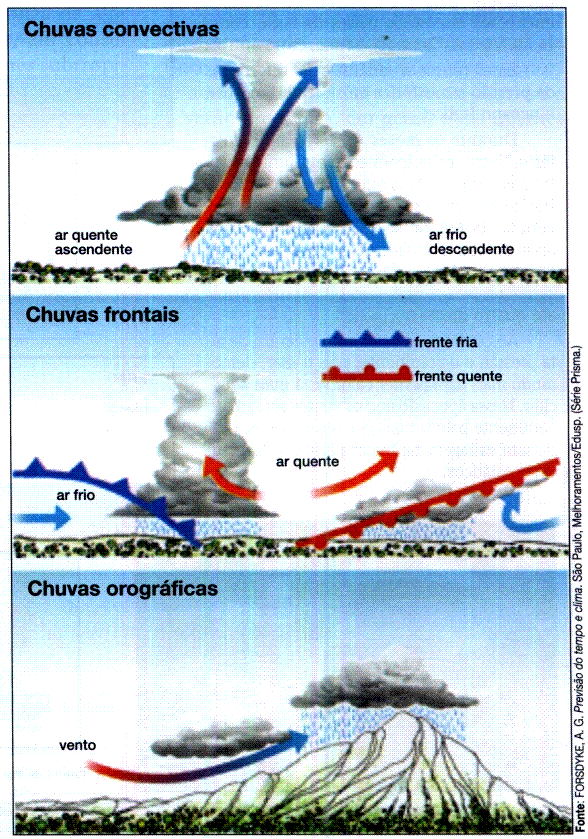 Chuvas convectivas
ar quente
ascendente
ar frio
descendente
Chuvas frontais
frente fria
frente quente
ar quente
ar frio
Chuvas orográficas
vento
Fonte: FORSDYKE, A. G. Previsão do tempo e clima. São Paulo, Melhoramentos/Edusp. (Série Prisma.)